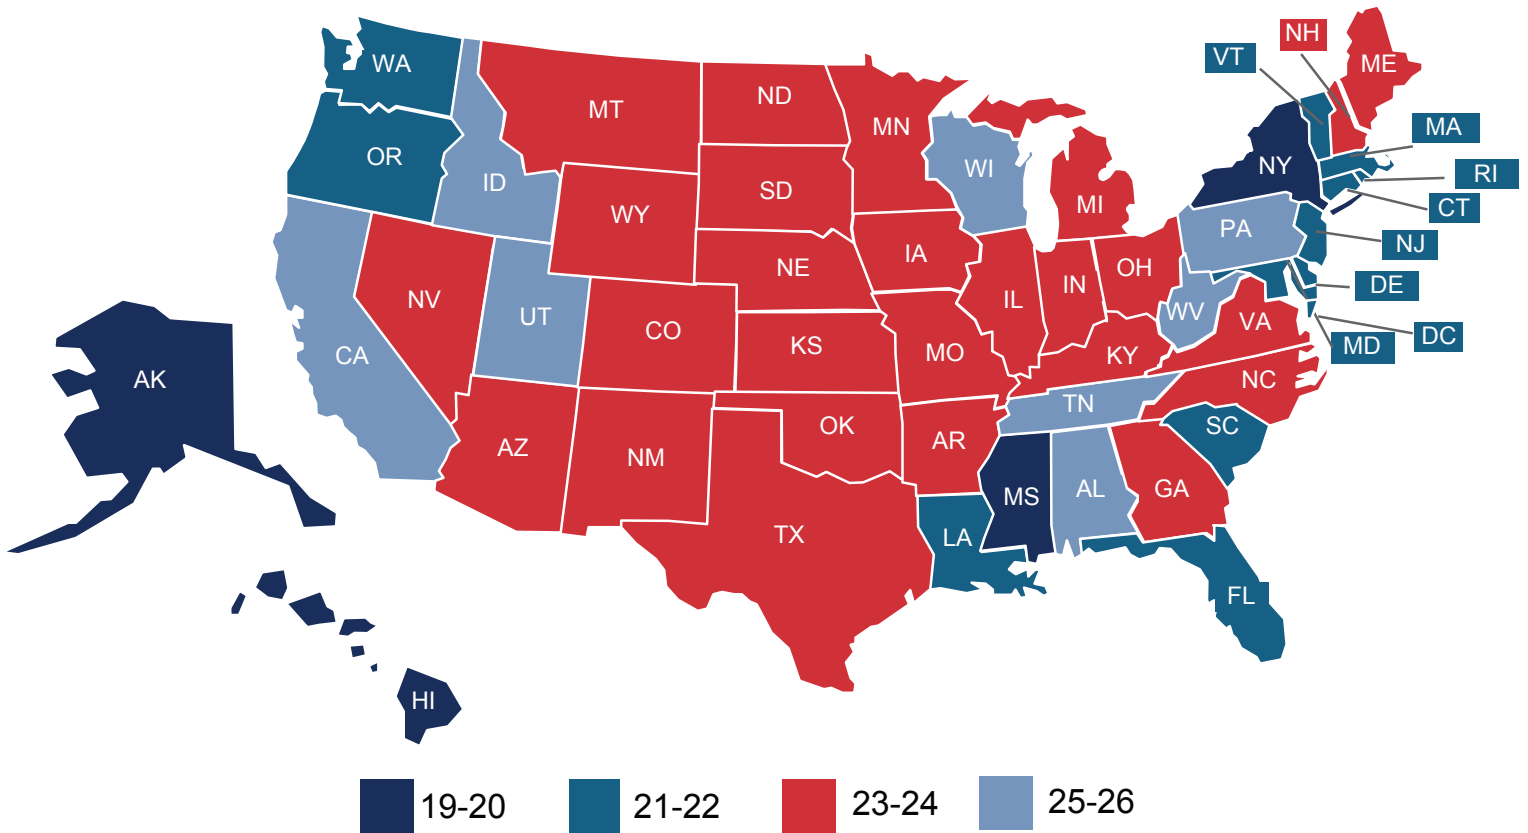 NH
VT
ME
WA
MT
ND
MN
MA
OR
ID
WI
NY
RI
SD
MI
CT
WY
PA
NJ
IA
NE
OH
DE
NV
IL
IN
UT
CO
WV
VA
DC
KS
MO
KY
MD
CA
AK
NC
TN
OK
AR
SC
AZ
NM
MS
AL
GA
TX
LA
FL
HI
19-20
21-22
23-24
25-26